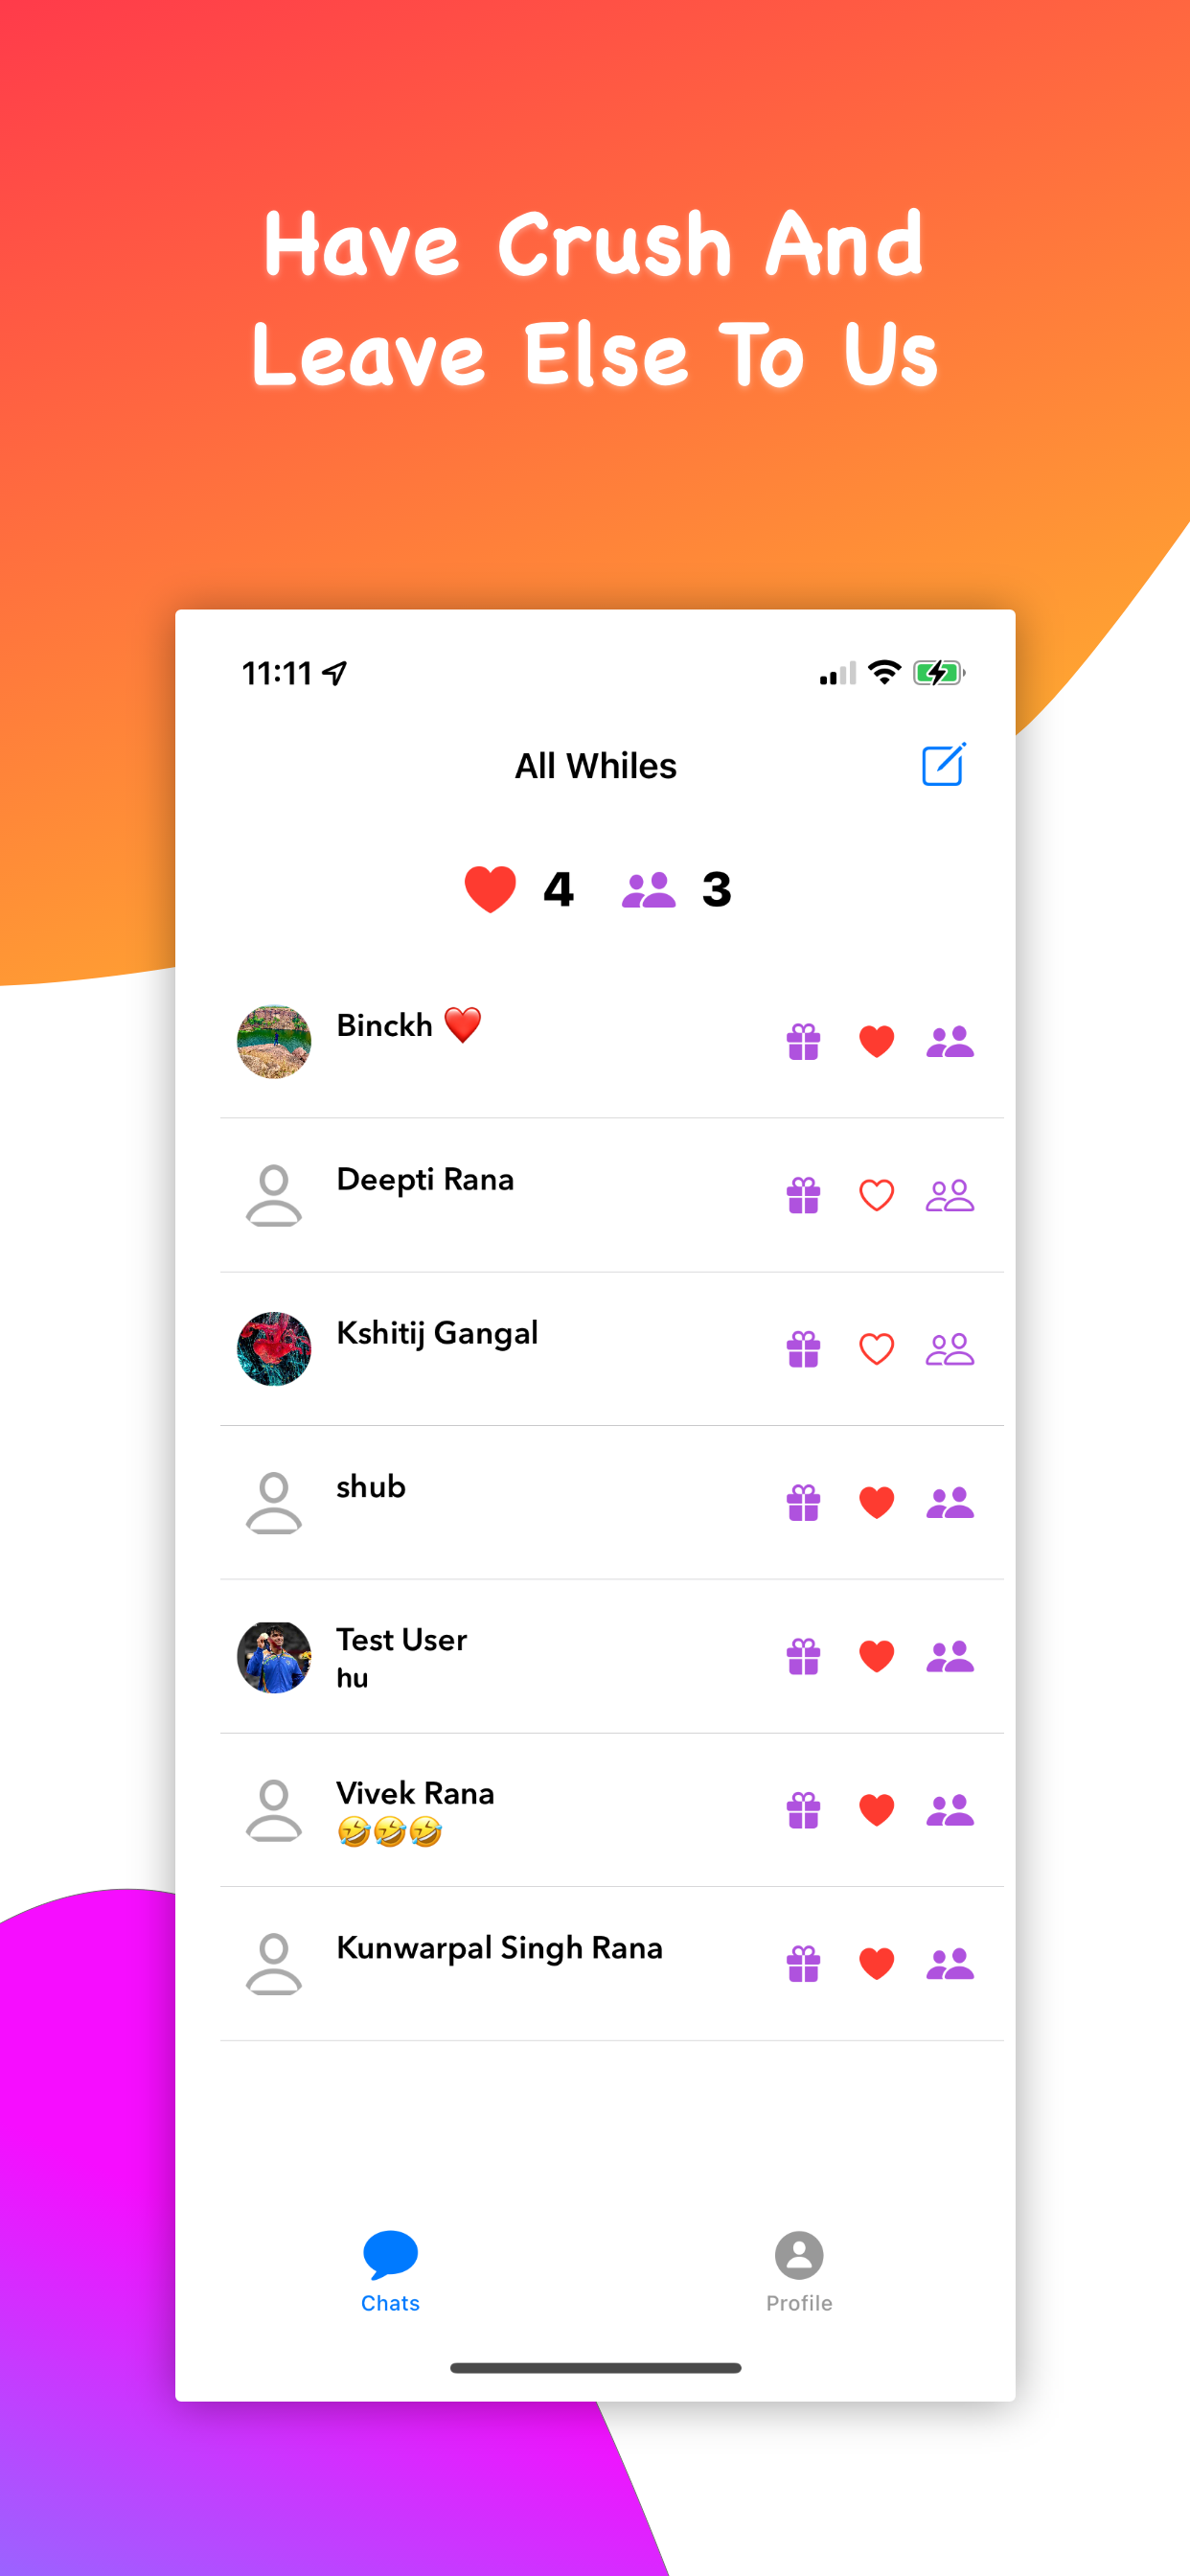 Have Crush And
Leave Else To Us
11:11
All Whiles
4 3
Binckh ❤️
Deepti Rana
Kshitij Gangal
shub
Test User
hu
Vivek Rana
🤣🤣🤣
Kunwarpal Singh Rana
Chats Profile